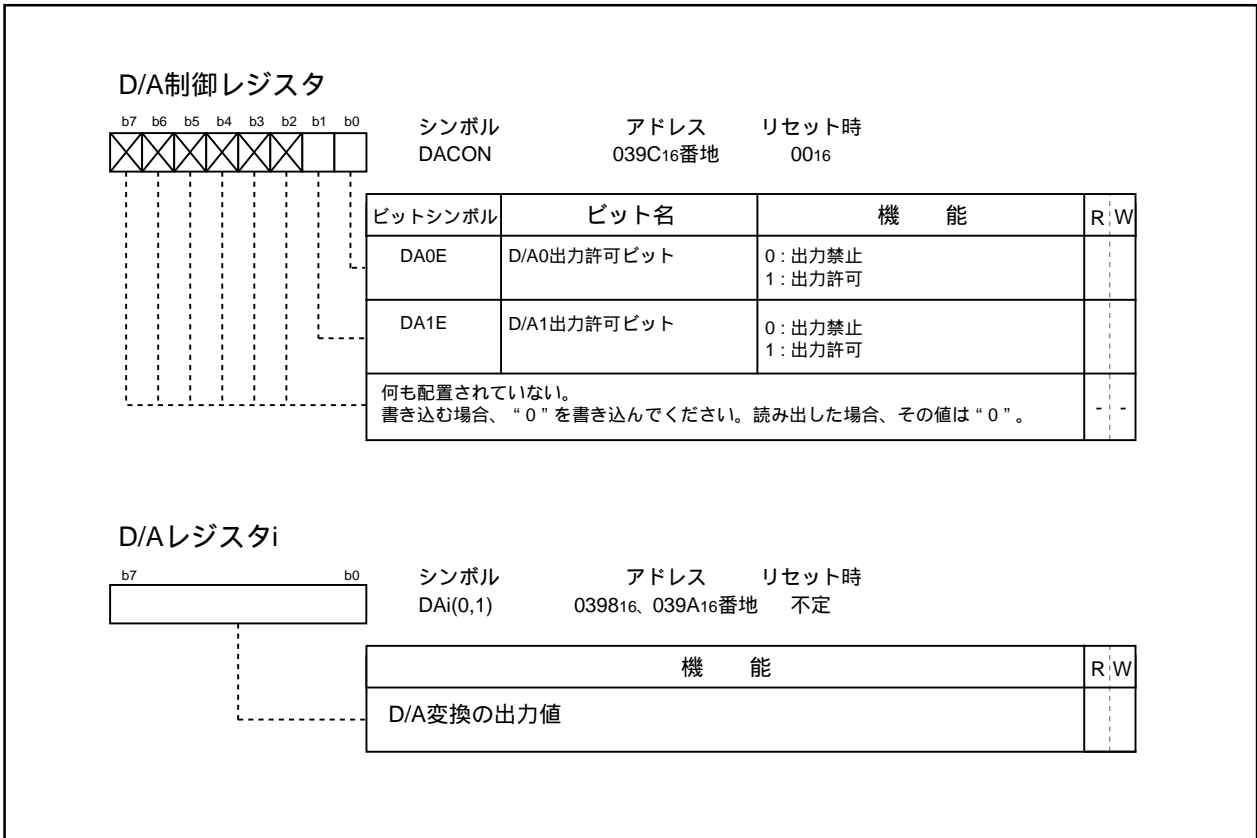 D/A制御レジスタ
b7 b6 b5 b4 b3 b2 b1 b0
シンボル アドレス リセット時
DACON 039C16番地 0016
ビットシンボル ビット名 機 能 R W
DA0E D/A0出力許可ビット 0 : 出力禁止
1 : 出力許可
DA1E D/A1出力許可ビット 0 : 出力禁止
1 : 出力許可
何も配置されていない。
書き込む場合、“ 0 ” を書き込んでください。読み出した場合、その値は “ 0 ” 。 - -
D/Aレジスタi
b7 b0
シンボル アドレス リセット時
DAi(0,1) 039816、039A16番地 不定
機 能 R W
D/A変換の出力値